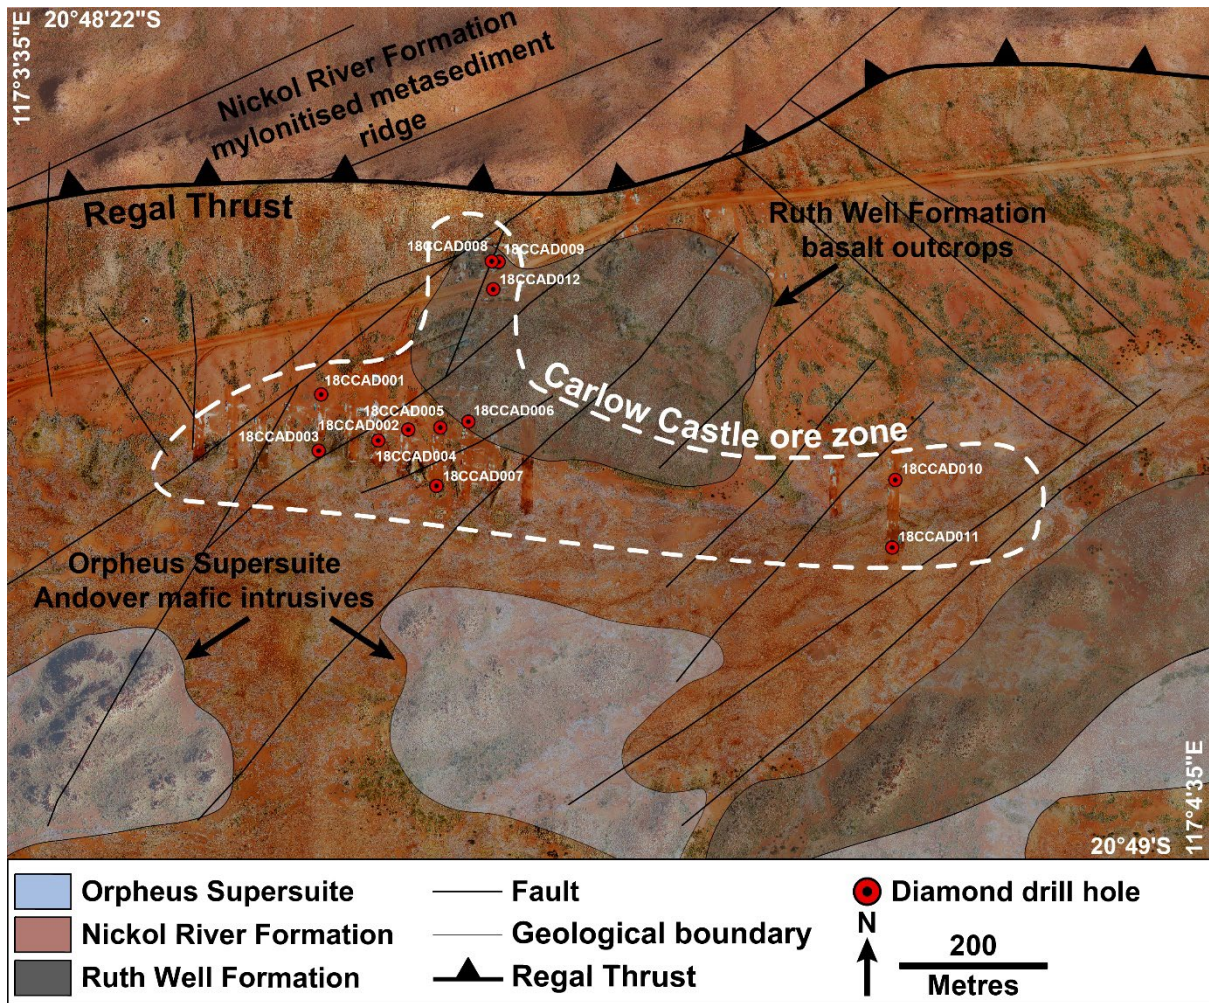 20°48'22"S
117°3'35"E
Nickol River Formation
mylonitised metasediment
ridge
Regal Thrust
Ruth Well Formation
basalt outcrops
18CCAD008
18CCAD009
18CCAD012
Carlow Castle ore zone
18CCAD001
18CCAD005
18CCAD006
18CCAD002
18CCAD003
18CCAD004
18CCAD007
18CCAD010
18CCAD011
Orpheus Supersuite
Andover mafic intrusives
117°4'35"E
20°49'S
Orpheus Supersuite
Nickol River Formation
Ruth Well Formation
Fault
Geological boundary
Regal Thrust
Diamond drill hole
N
200
Metres